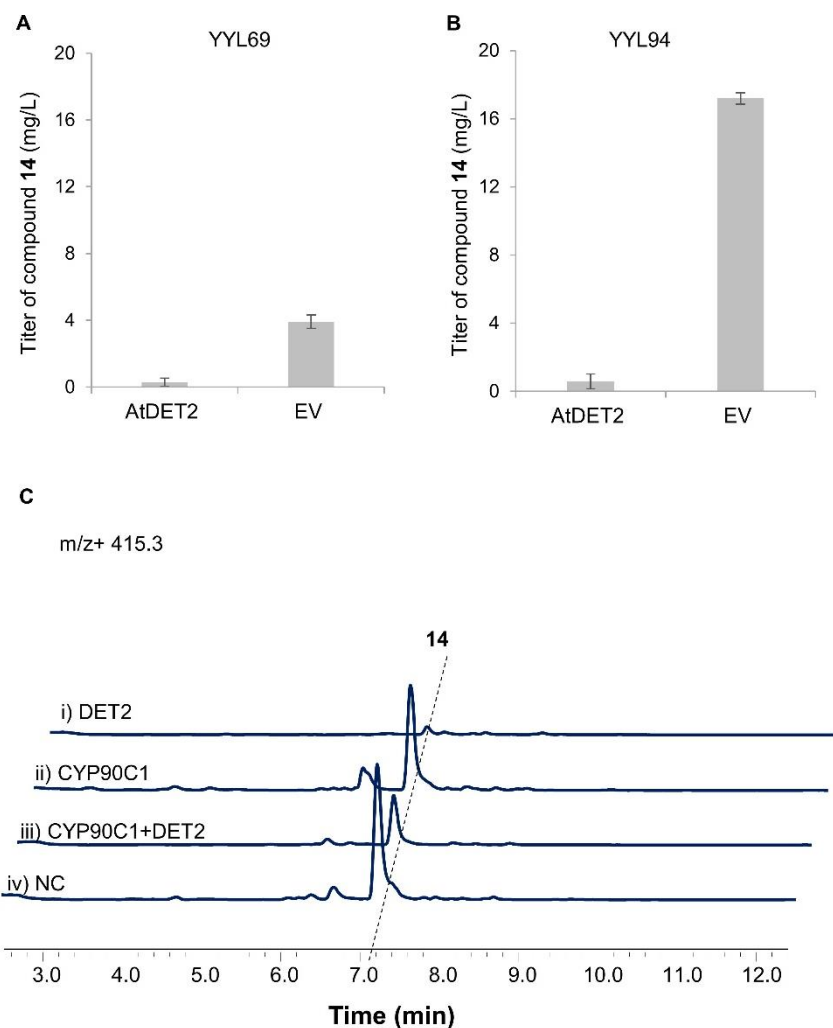 A
YYL69
Titer of compound 14 (mg/L)
20
16
12
8
4
0
AtDET2 EV
B
YYL94
Titer of compound 14 (mg/L)
20
16
12
8
4
0
AtDET2 EV
C
m/z+ 415.3
14
i) DET2
ii) CYP90C1
iii) CYP90C1+DET2
iv) NC
3.0 4.0 5.0 6.0 7.0 8.0 9.0 10.0 11.0 12.0
Time (min)